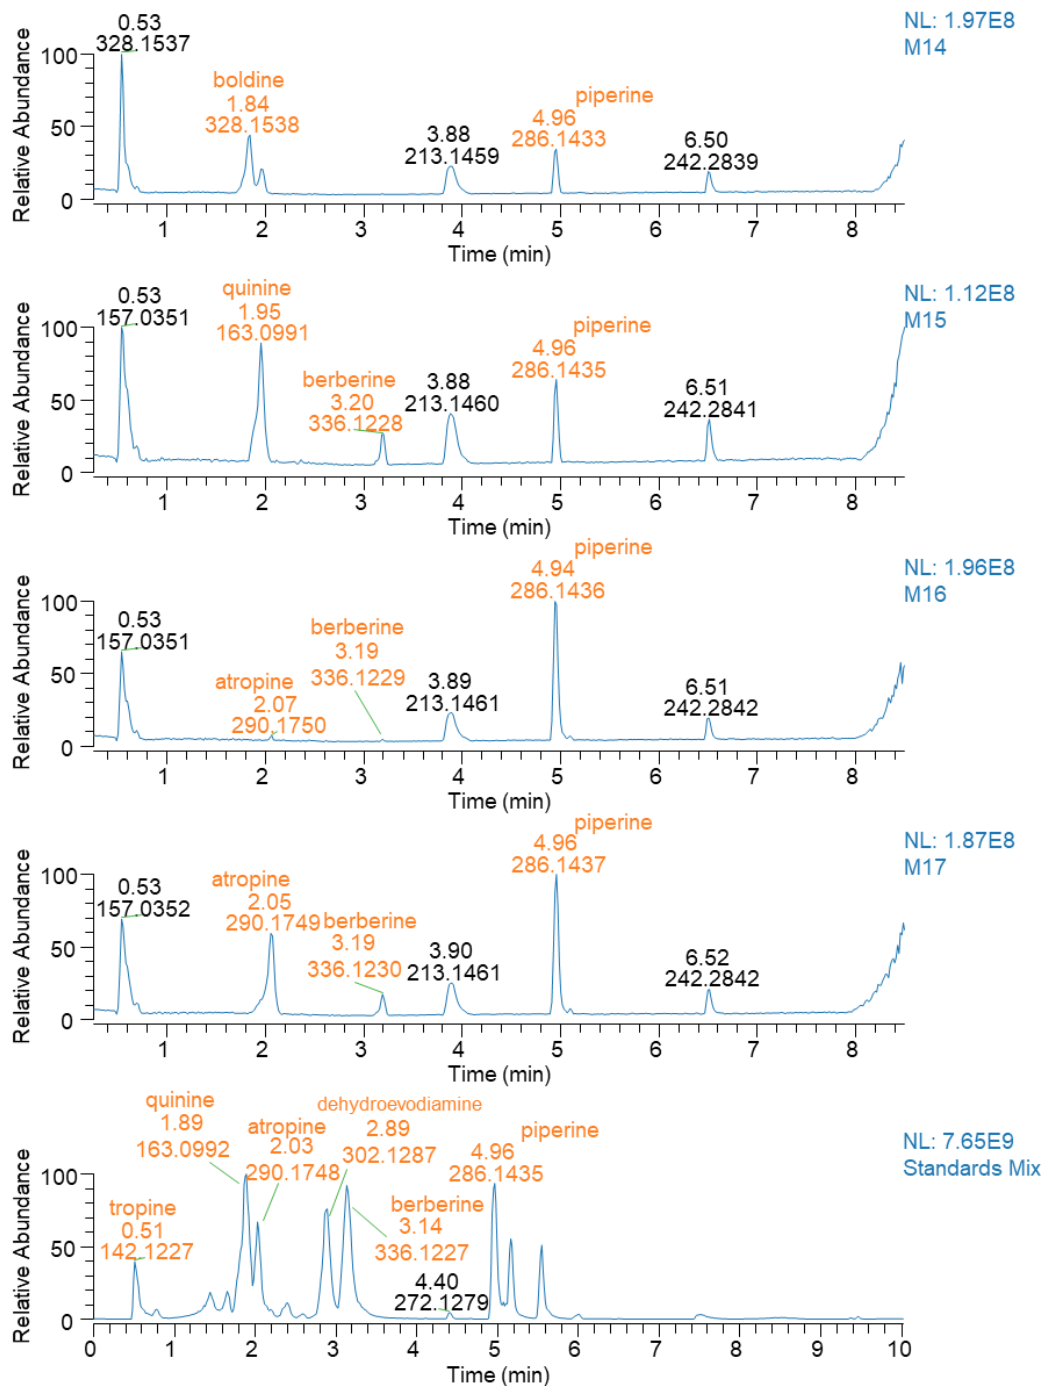 NL: 1.97E8
M14
0.53
328.1537
boldine
1.84
328.1538
3.88
213.1459
piperine
4.96
286.1433
6.50
242.2839
Relative Abundance
100
50
0
1 2 3 4 5 6 7 8
Time (min)
NL: 1.12E8
M15
0.53
157.0351
quinine
1.95
163.0991
berberine
3.20
336.1228
3.88
213.1460
piperine
4.96
286.1435
6.51
242.2841
Relative Abundance
100
50
0
1 2 3 4 5 6 7 8
Time (min)
NL: 1.96E8
M16
0.53
157.0351
atropine
2.07
290.1750
berberine
3.19
336.1229
3.89
213.1461
piperine
4.94
286.1436
6.51
242.2842
Relative Abundance
100
50
0
1 2 3 4 5 6 7 8
Time (min)
NL: 1.87E8
M17
0.53
157.0352
atropine
2.05
290.1749
berberine
3.19
336.1230
3.90
213.1461
piperine
4.96
286.1437
6.52
242.2842
Relative Abundance
100
50
0
1 2 3 4 5 6 7 8
Time (min)
NL: 7.65E9
Standards Mix
tropine
0.51
142.1227
quinine
1.89
163.0992
atropine
2.03
290.1748
dehydroevodiamine
2.89
302.1287
berberine
3.14
336.1227
4.40
272.1279
piperine
4.96
286.1435
Relative Abundance
100
50
0
0 1 2 3 4 5 6 7 8 9 10
Time (min)